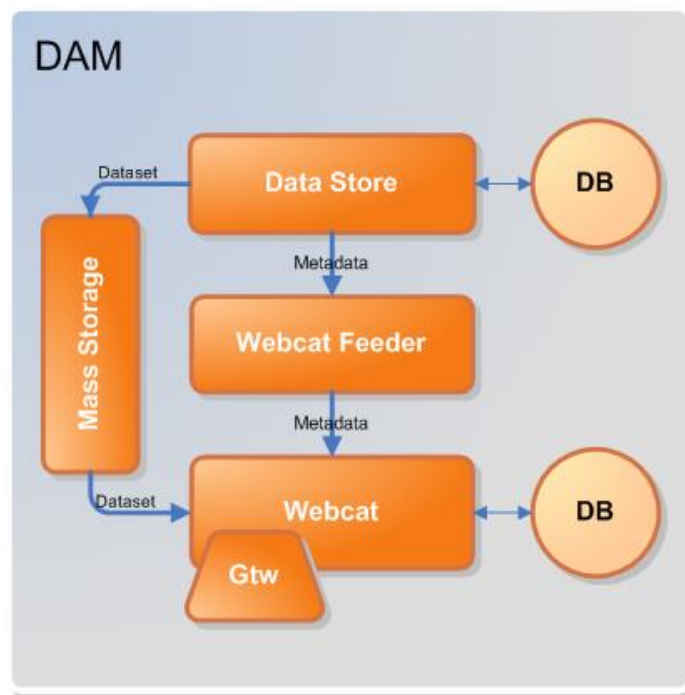 DAM
Dataset
Data Store
DB
Metadata
Mass Storage
Webcat Feeder
Metadata
Dataset
Webcat
DB
Gtw